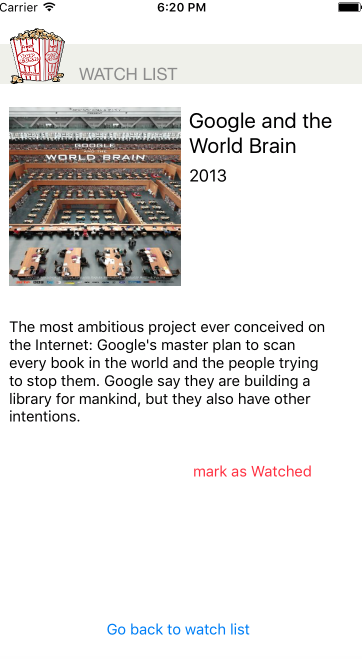 Carrier 6:20 PM
WATCH LIST
GOOGLE
AND THE
WORLD BRAIN
Google and the
World Brain
2013
The most ambitious project ever conceived on
the Internet: Google's master plan to scan
every book in the world and the people trying
to stop them. Google say they are building a
library for mankind, but they also have other
intentions.
mark as Watched
Go back to watch list